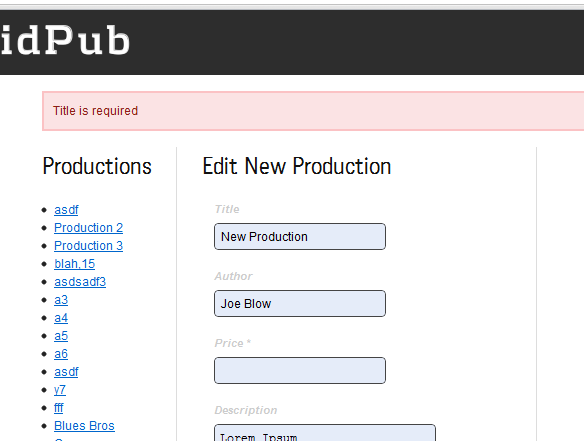 idPub
Title is required
Productions
asdf
Production 2
Production 3
blah,15
asdsadf3
a3
a4
a5
a6
asdf
y7
fff
Blues Bros
Edit New Production
Title
New Production
Author
Joe Blow
Price *
Description
Lorem Ipsum